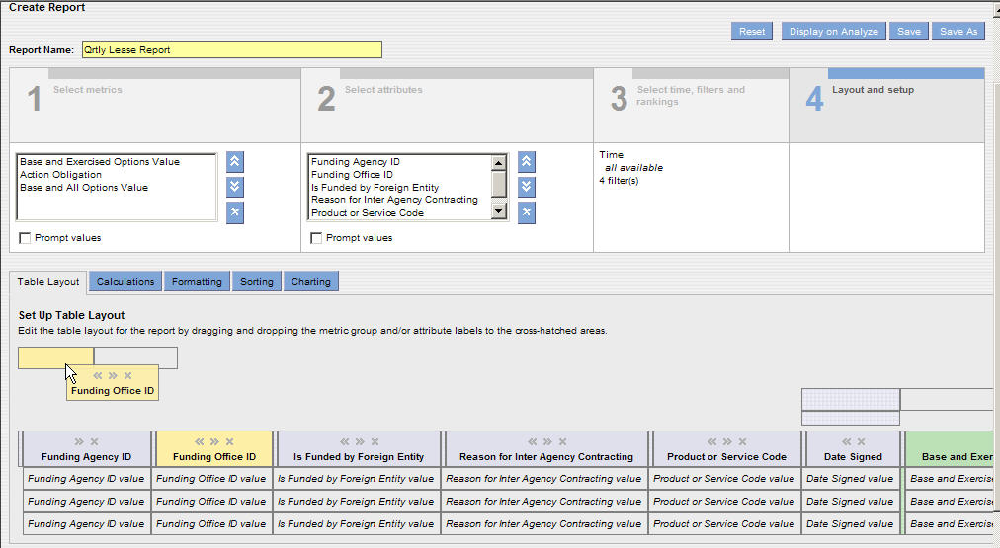 Create Report
Reset
Display on Analyze
Save
Save As
Report Name: Qrtly Lease Report
1 Select metrics
2 Select attributes
3 Select time, filters and
rankings
4 Layout and setup
Base and Exercised Options Value
Action Obligation
Base and All Options Value
Prompt values
Funding Agency ID
Funding Office ID
Is Funded by Foreign Entity
Reason for Inter Agency Contracting
Product or Service Code
Prompt values
Time
all available
4 filter(s)
Table Layout
Calculations
Formatting
Sorting
Charting
Set Up Table Layout
Edit the table layout for the report by dragging and dropping the metric group and/or attribute labels to the cross-hatched areas.
Funding Office ID
Funding Agency ID Funding Office ID Is Funded by Foreign Entity Reason for Inter Agency Contracting Product or Service Code Date Signed Base and Exer
Funding Agency ID value Funding Office ID value Is Funded by Foreign Entity value Reason for Inter Agency Contracting value Product or Service Code value Date Signed value Base and Exercise
Funding Agency ID value Funding Office ID value Is Funded by Foreign Entity value Reason for Inter Agency Contracting value Product or Service Code value Date Signed value Base and Exercise
Funding Agency ID value Funding Office ID value Is Funded by Foreign Entity value Reason for Inter Agency Contracting value Product or Service Code value Date Signed value Base and Exercise